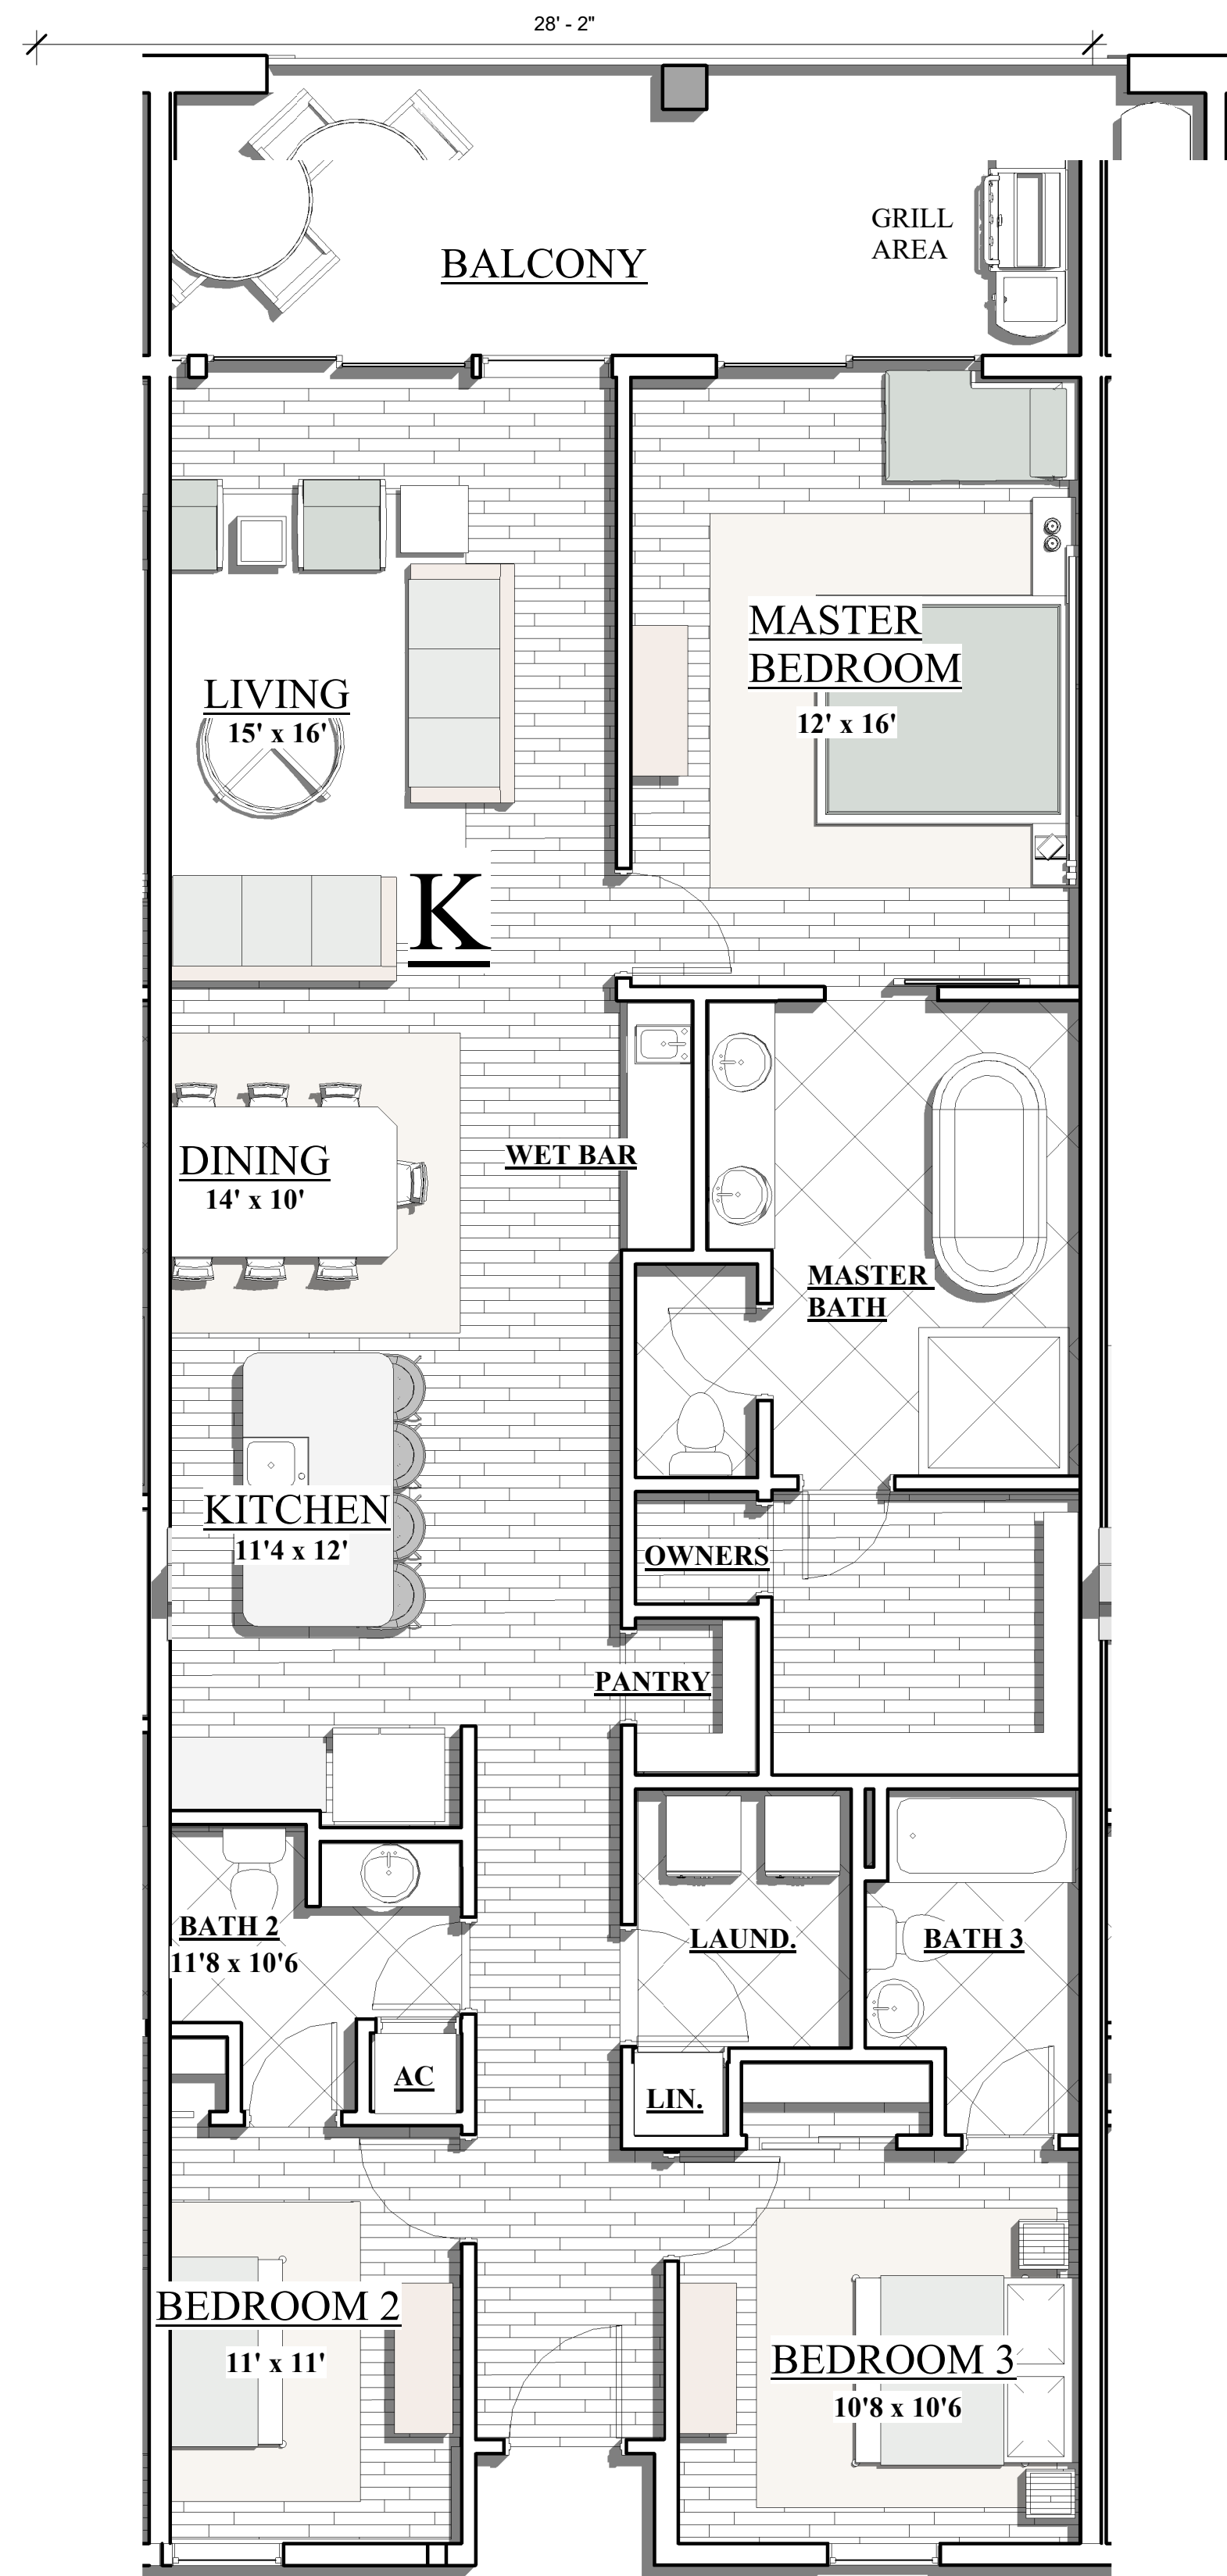 28' - 2"
GRILL
AREA
BALCONY
MASTER
BEDROOM
12' x 16'
LIVING
15' x 16'
K
WET BAR
DINING
14' x 10'
MASTER
BATH
KITCHEN
11'4 x 12'
OWNERS
PANTRY
BATH 2
11'8 x 10'6
LAUND.
BATH 3
AC
LIN.
BEDROOM 2
11' x 11'
BEDROOM 3
10'8 x 10'6